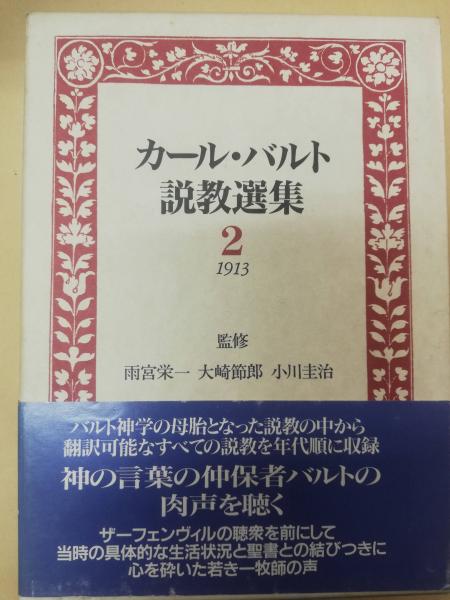 カール・バルト
説教選集
2
1913
監修
雨宮栄一 大崎節郎 小川圭治
バルト神学の母胎となった説教の中から
翻訳可能なすべての説教を年代順に収録
神の言葉の仲保者バルトの
肉声を聴く
ザーフェンヴィルの聴衆を前にして
当時の具体的な生活状況と聖書との結びつきに
心を砕いた若き一牧師の声